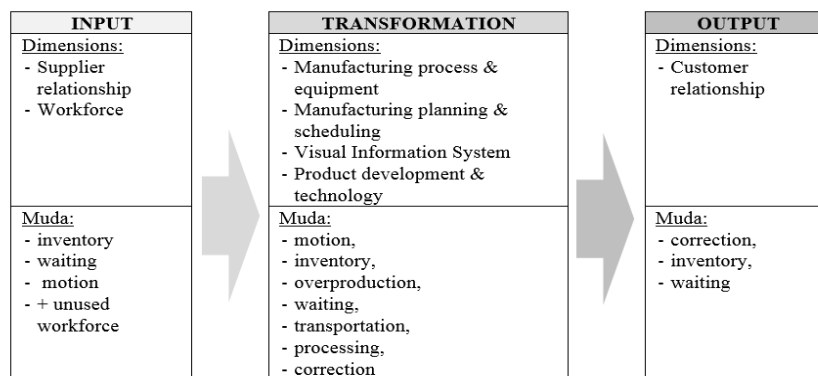 INPUT
Dimensions:
- Supplier
relationship
- Workforce
Muda:
- inventory
- waiting
- motion
- + unused
workforce
TRANSFORMATION
Dimensions:
- Manufacturing process &
equipment
- Manufacturing planning &
scheduling
- Visual Information System
- Product development &
technology
Muda:
- motion,
- inventory,
- overproduction,
- waiting,
- transportation,
- processing,
- correction
OUTPUT
Dimensions:
- Customer
relationship
Muda:
- correction,
- inventory,
- waiting